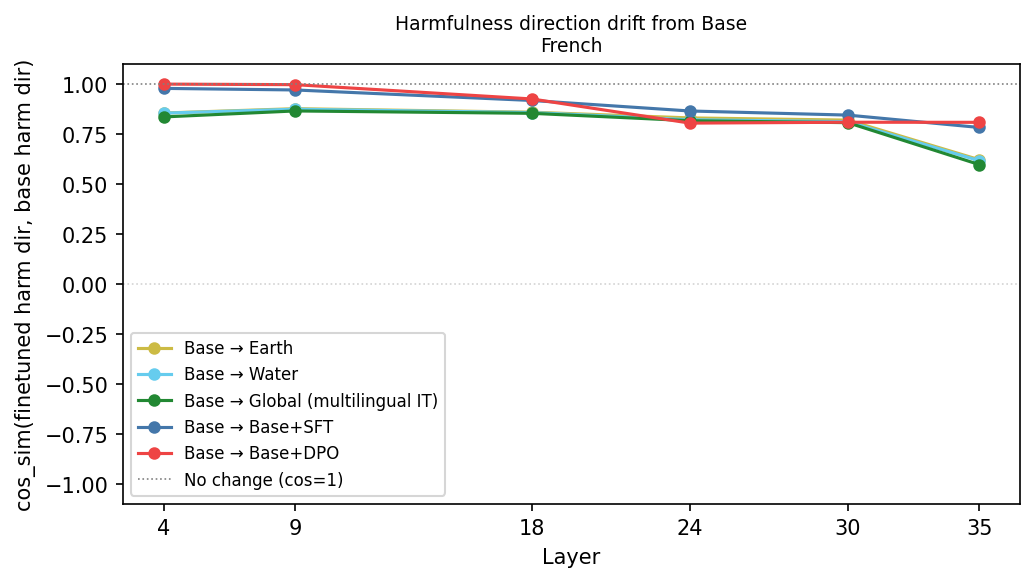 Harmfulness direction drift from Base
French
cos_sim(finetuned harm dir, base harm dir)
1.00
0.75
0.50
0.25
0.00
−0.25
−0.50
−0.75
−1.00
Base → Earth
Base → Water
Base → Global (multilingual IT)
Base → Base+SFT
Base → Base+DPO
No change (cos=1)
4 9 18 24 30 35
Layer